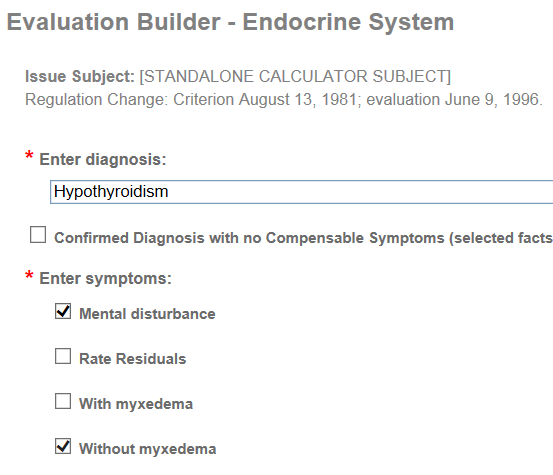 Evaluation Builder - Endocrine System
Issue Subject: [STANDALONE CALCULATOR SUBJECT]
Regulation Change: Criterion August 13, 1981; evaluation June 9, 1996.
* Enter diagnosis:
Hypothyroidism
Confirmed Diagnosis with no Compensable Symptoms (selected facts
* Enter symptoms:
Mental disturbance
Rate Residuals
With myxedema
Without myxedema